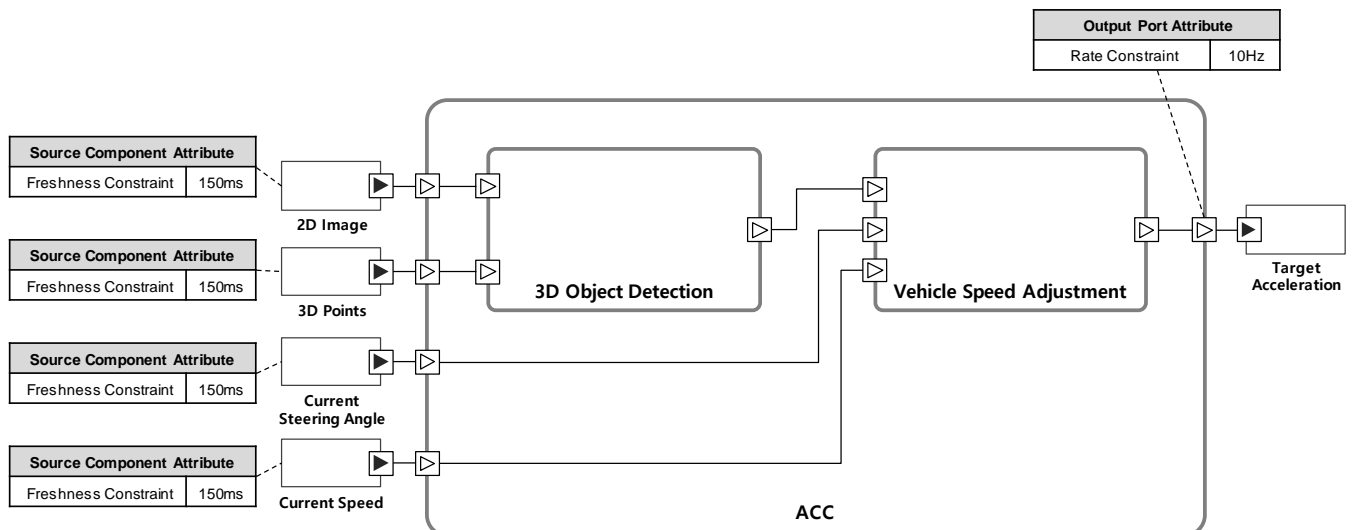 Output Port Attribute
Rate Constraint 10Hz
Source Component Attribute
Freshness Constraint 150ms
2D Image
Source Component Attribute
Freshness Constraint 150ms
3D Points
3D Object Detection
Vehicle Speed Adjustment
Target
Acceleration
Source Component Attribute
Freshness Constraint 150ms
Current
Steering Angle
Source Component Attribute
Freshness Constraint 150ms
Current Speed
ACC